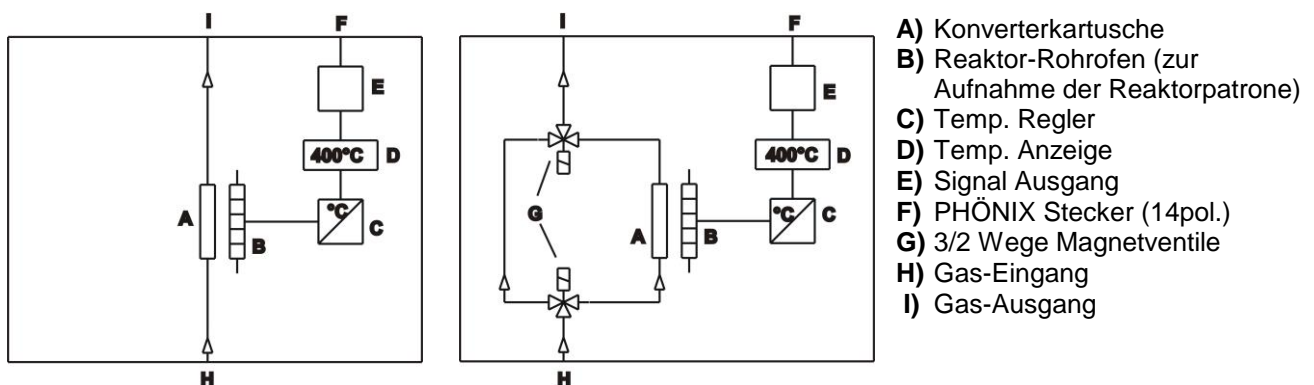 I
F
E
400°C
D
A
°C
C
B
H
I
F
E
400°C
D
G
A
°C
C
B
H
A) Konverterkartusche
B) Reaktor-Rohrofen (zur
Aufnahme der Reaktorpatrone)
C) Temp. Regler
D) Temp. Anzeige
E) Signal Ausgang
F) PHÖNIX Stecker (14pol.)
G) 3/2 Wege Magnetventile
H) Gas-Eingang
I) Gas-Ausgang